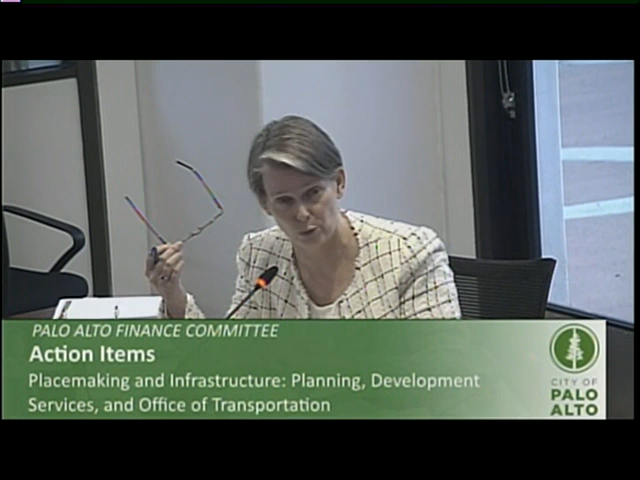 PALO ALTO FINANCE COMMITTEE
Action Items
Placemaking and Infrastructure: Planning, Development
Services, and Office of Transportation
CITY OF
PALO
ALTO